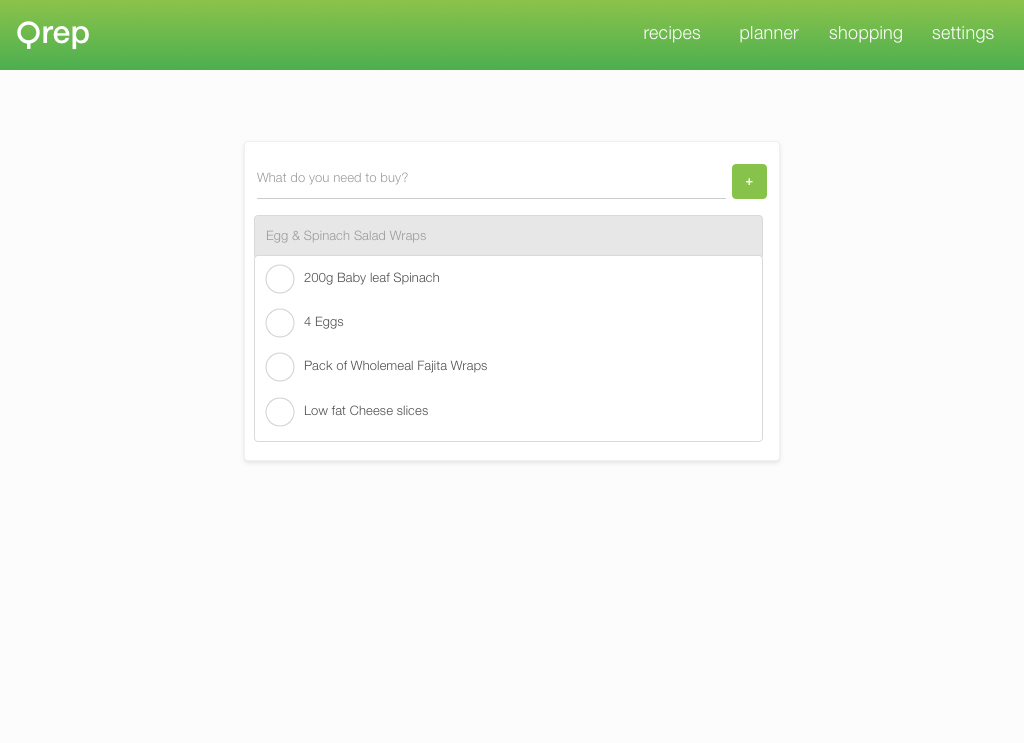 Qrep
recipes planner shopping settings
What do you need to buy?
+
Egg & Spinach Salad Wraps
200g Baby leaf Spinach
4 Eggs
Pack of Wholemeal Fajita Wraps
Low fat Cheese slices